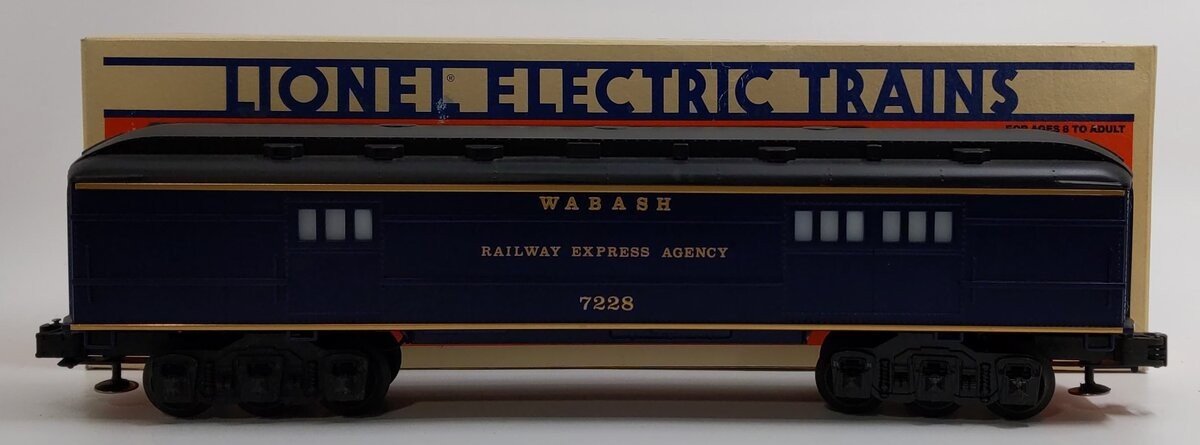 LIONEL® ELECTRIC TRAINS
FOR AGES 8 TO ADULT
WABASH
RAILWAY EXPRESS AGENCY
7228